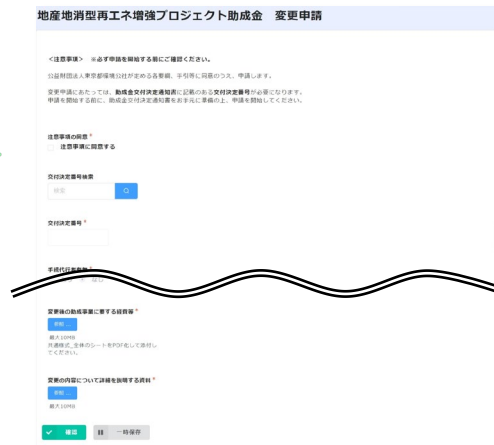 地産地消型再エネ増強プロジェクト助成金　変更申請
＜注意事項＞　※必ず申請を開始する前にご確認ください。
公益財団法人東京都環境公社が定める各要綱、手引等に同意のうえ、申請します。
変更申請にあたっては、助成金交付決定通知書に記載のある交付決定番号が必要になります。
申請を開始する前に、助成金交付決定通知書をお手元に準備の上、申請を開始してください。
注意事項の同意 *
注意事項に同意する
交付決定番号検索
検索
交付決定番号 *
変更後の助成事業に要する経費等 *
参照 ...
最大10MB
共通様式_全体のシートをPDF化して添付し
てください。
変更の内容について詳細を説明する資料 *
参照 ...
最大10MB
確認
一時保存